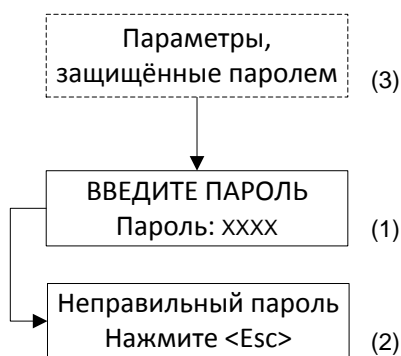 Параметры,
защищённые паролем
(3)
ВВЕДИТЕ ПАРОЛЬ
Пароль: XXXX
(1)
Неправильный пароль
Нажмите <Esc>
(2)